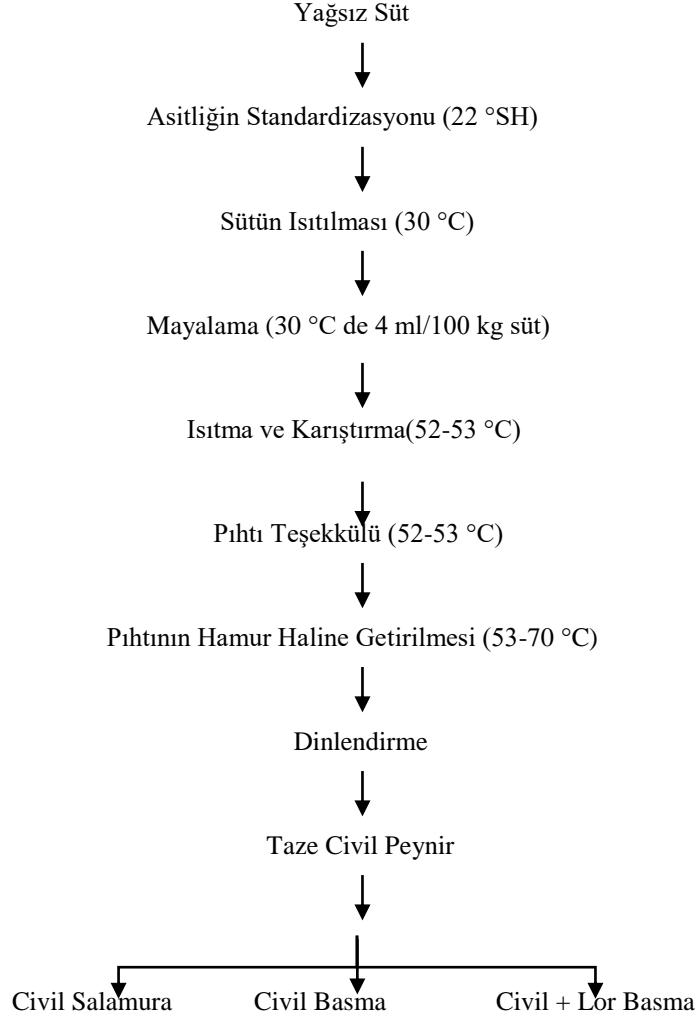 Yağsız Süt
Asitliğin Standardizasyonu (22 °SH)
Sütün Isıtılması (30 °C)
Mayalama (30 °C de 4 ml/100 kg süt)
Isıtma ve Karıştırma(52-53 °C)
Pıhtı Teşekkülü (52-53 °C)
Pıhtının Hamur Haline Getirilmesi (53-70 °C)
Dinlendirme
Taze Civil Peynir
Civil Salamura Civil Basma Civil + Lor Basma